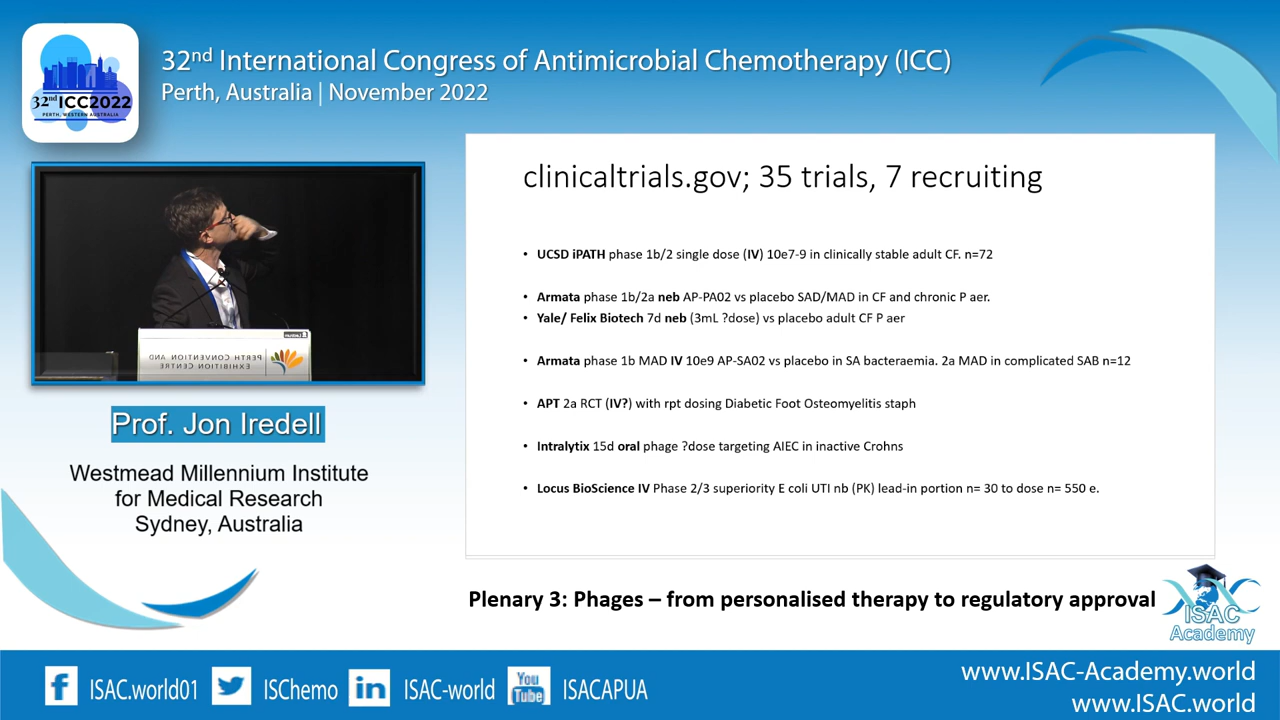 32nd International Congress of Antimicrobial Chemotherapy (ICC)
Perth, Australia | November 2022
32nd ICC2022
PERTH, WESTERN AUSTRALIA
clinicaltrials.gov; 35 trials, 7 recruiting
• UCSD iPATH phase 1b/2 single dose (IV) 10e7-9 in clinically stable adult CF. n=72
• Armata phase 1b/2a neb AP-PA02 vs placebo SAD/MAD in CF and chronic P aer.
• Yale/ Felix Biotech 7d neb (3mL ?dose) vs placebo adult CF P aer
• Armata phase 1b MAD IV 10e9 AP-SA02 vs placebo in SA bacteraemia. 2a MAD in complicated SAB n=12
• APT 2a RCT (IV?) with rpt dosing Diabetic Foot Osteomyelitis staph
• Intralytix 15d oral phage ?dose targeting AIEC in inactive Crohns
• Locus BioScience IV Phase 2/3 superiority E coli UTI nb (PK) lead-in portion n= 30 to dose n= 550 e.
PERTH CONVENTION AND
EXHIBITION CENTRE
Prof. Jon Iredell
Westmead Millennium Institute
for Medical Research
Sydney, Australia
Plenary 3: Phages – from personalised therapy to regulatory approval
ISAC
Academy
f ISAC.world01
ISChemo
in ISAC-world
You Tube ISACAPUA
www.ISAC-Academy.world
www.ISAC.world